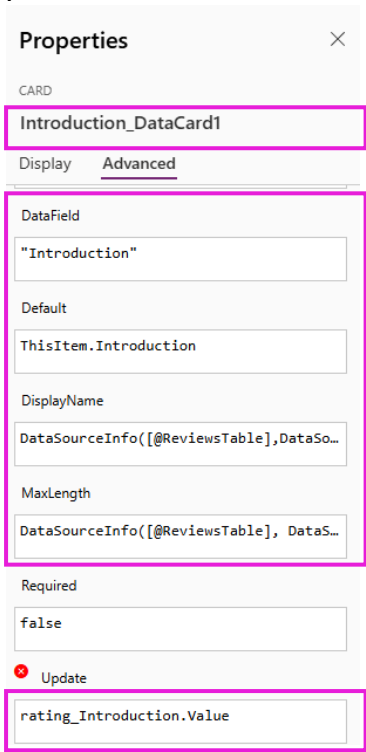 Properties
CARD
Introduction_DataCard1
Display Advanced
DataField
"Introduction"
Default
ThisItem.Introduction
DisplayName
DataSourceInfo([@ReviewsTable],DataSo…
MaxLength
DataSourceInfo([@ReviewsTable], DataS…
Required
false
Update
rating_Introduction.Value